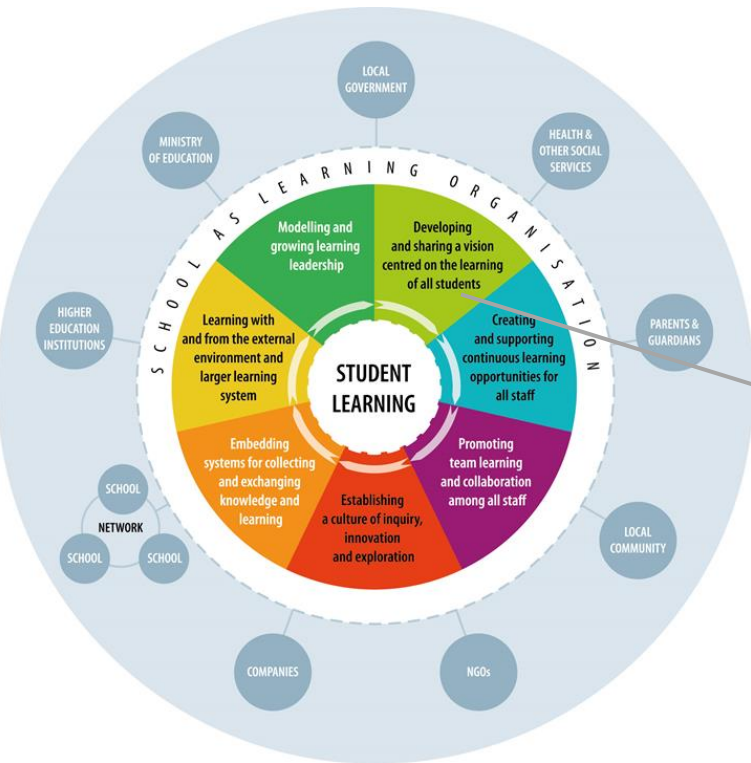 LOCAL
GOVERNMENT
HEALTH &
OTHER SOCIAL
SERVICES
PARENTS &
GUARDIANS
LOCAL
COMMUNITY
NGOs
COMPANIES
SCHOOL
NETWORK
SCHOOL
SCHOOL
HIGHER
EDUCATION
INSTITUTIONS
MINISTRY
OF EDUCATION
SCHOOL AS LEARNING ORGANISATION
Developing
and sharing a vision
centred on the learning
of all students
Creating
and supporting
continuous learning
opportunities for
all staff
Promoting
team learning
and collaboration
among all staff
Establishing
a culture of inquiry,
innovation
and exploration
Embedding
systems for collecting
and exchanging
knowledge and
learning
Learning with
and from the external
environment and
larger learning
system
Modelling and
growing learning
leadership
STUDENT
LEARNING